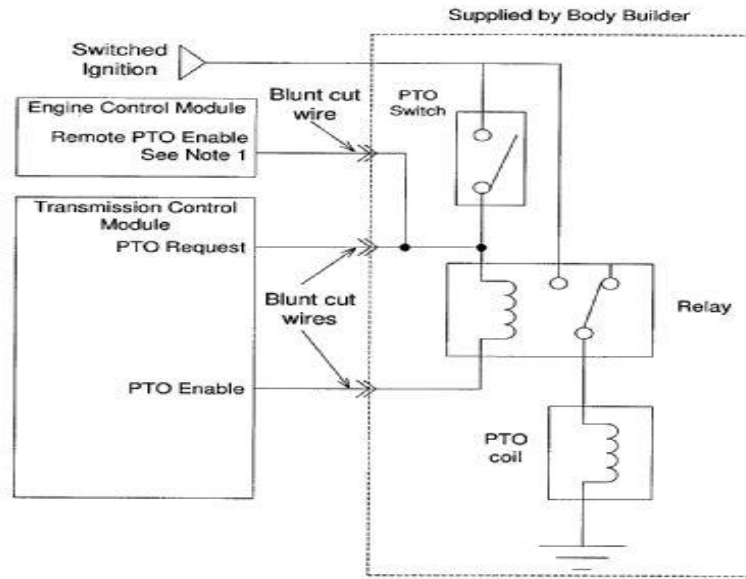 Supplied by Body Builder
Switched
Ignition
Blunt cut
wire
PTO
Switch
Engine Control Module
Remote PTO Enable
See Note 1
Transmission Control
Module
PTO Request
Blunt cut
wires
Relay
PTO Enable
PTO
coil